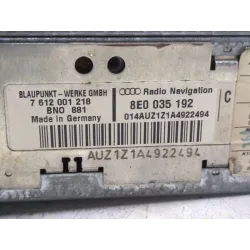 BLAUPUNKT - WERKE GMBH
7 612 001 218
BNO 881
Made in Germany
Radio Navigation
8E0 035 192
014AUZ1Z1A4922494
C
AUZ1Z1A4922494